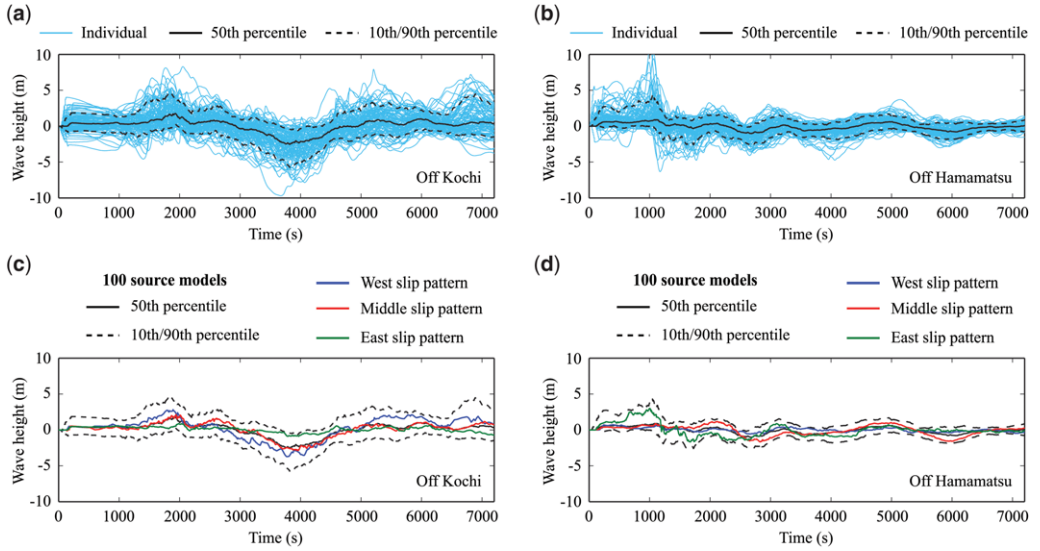 (a)
Individual 50th percentile 10th/90th percentile
10
5
0
-5
-10
Wave height (m)
Off Kochi
0 1000 2000 3000 4000 5000 6000 7000
Time (s)
(b)
Individual 50th percentile 10th/90th percentile
10
5
0
-5
-10
Wave height (m)
Off Hamamatsu
0 1000 2000 3000 4000 5000 6000 7000
Time (s)
(c)
100 source models
50th percentile
10th/90th percentile
West slip pattern
Middle slip pattern
East slip pattern
10
5
0
-5
-10
Wave height (m)
Off Kochi
0 1000 2000 3000 4000 5000 6000 7000
Time (s)
(d)
100 source models
50th percentile
10th/90th percentile
West slip pattern
Middle slip pattern
East slip pattern
10
5
0
-5
-10
Wave height (m)
Off Hamamatsu
0 1000 2000 3000 4000 5000 6000 7000
Time (s)